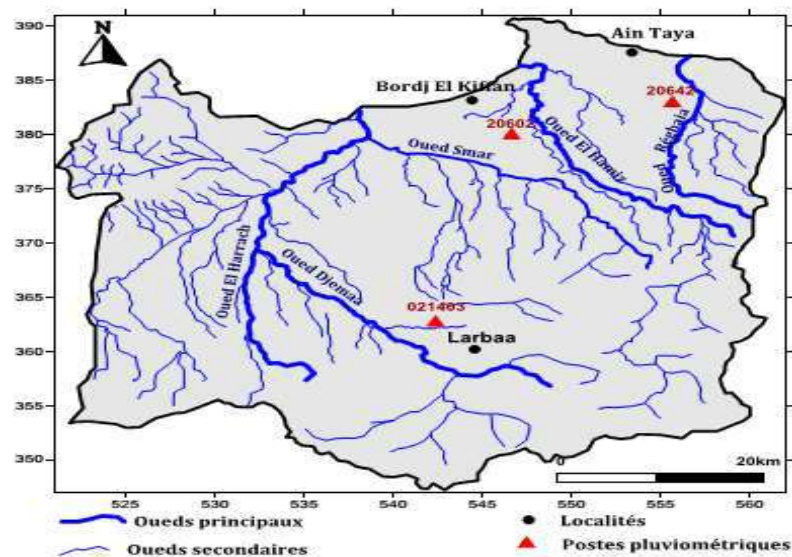 N
Ain Taya
Bordj El Kiffan
20642
20602
Oued El Hamiz
Oued Réghaia
Oued Smar
Oued El Harrach
Oued Djemaa
021403
Larbaa
390
385
380
375
370
365
360
355
350
0 20km
525 530 535 540 545 550 555 560
Oueds principaux
Localités
Oueds secondaires
Postes pluviométriques